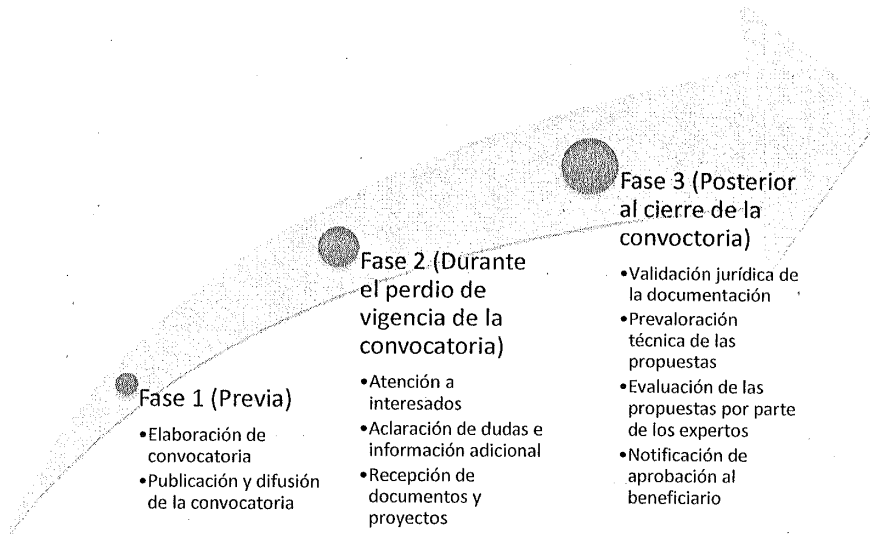 Fase 1 (Previa)
•Elaboración de
convocatoria
•Publicación y difusión
de la convocatoria
Fase 2 (Durante
el perdio de
vigencia de la
convocatoria)
•Atención a
interesados
•Aclaración de dudas e
información adicional
•Recepción de
documentos y
proyectos
Fase 3 (Posterior
al cierre de la
convoctoria)
•Validación jurídica de
la documentación
•Prevaloración
técnica de las
propuestas
•Evaluación de las
propuestas por parte
de los expertos
•Notificación de
aprobación al
beneficiario